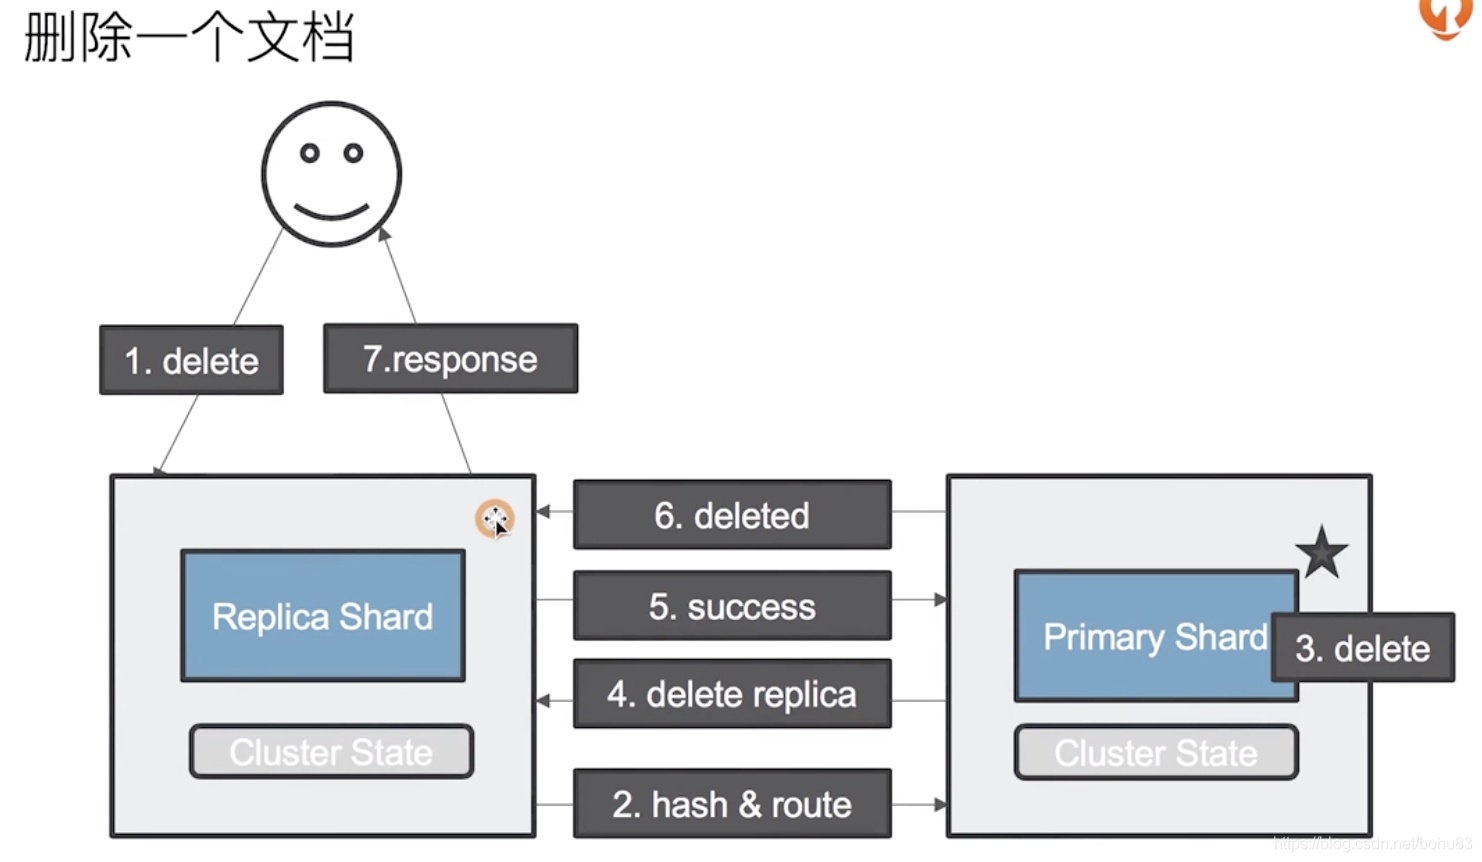 删除一个文档
1. delete
7.response
6. deleted
5. success
Replica Shard
Primary Shard
3. delete
4. delete replica
Cluster State
Cluster State
2. hash & route
https://blog.csdn.net/bohu83